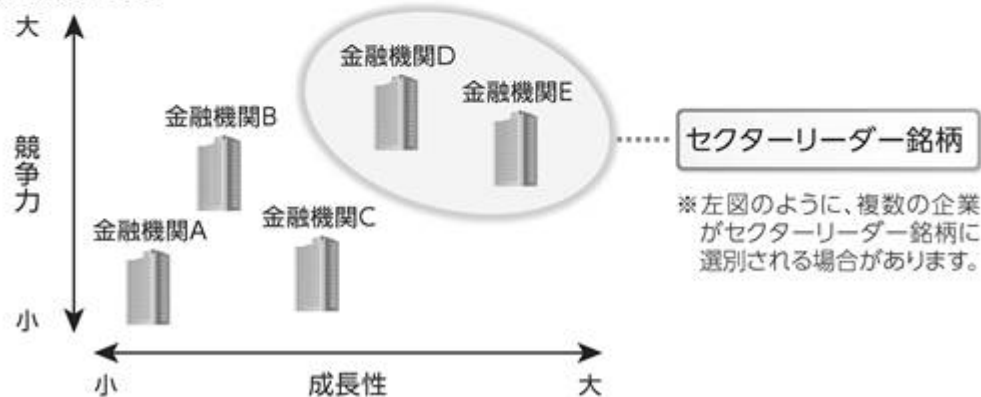 大
競争力
小
金融機関D
金融機関E
金融機関B
金融機関A
金融機関C
小
成長性
大
セクターリーダー銘柄
※左図のように、複数の企業
がセクターリーダー銘柄に
選別される場合があります。